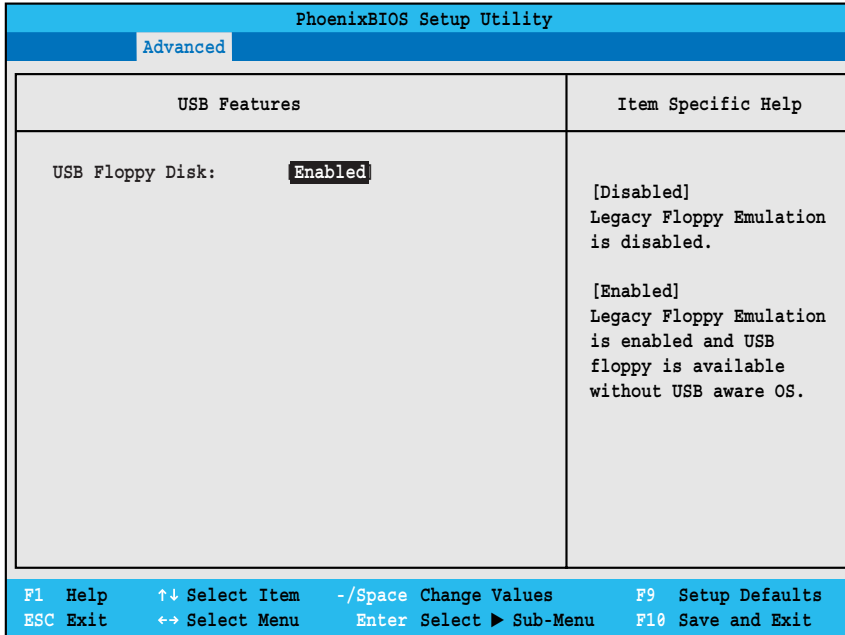 PhoenixBIOS Setup Utility
Advanced
USB Features
Item Specific Help
USB Floppy Disk: [Enabled]
[Disabled]
Legacy Floppy Emulation
is disabled.
[Enabled]
Legacy Floppy Emulation
is enabled and USB
floppy is available
without USB aware OS.
F1 Help ↑↓ Select Item -/Space Change Values F9 Setup Defaults
ESC Exit ←→ Select Menu Enter Select ▶ Sub-Menu F10 Save and Exit